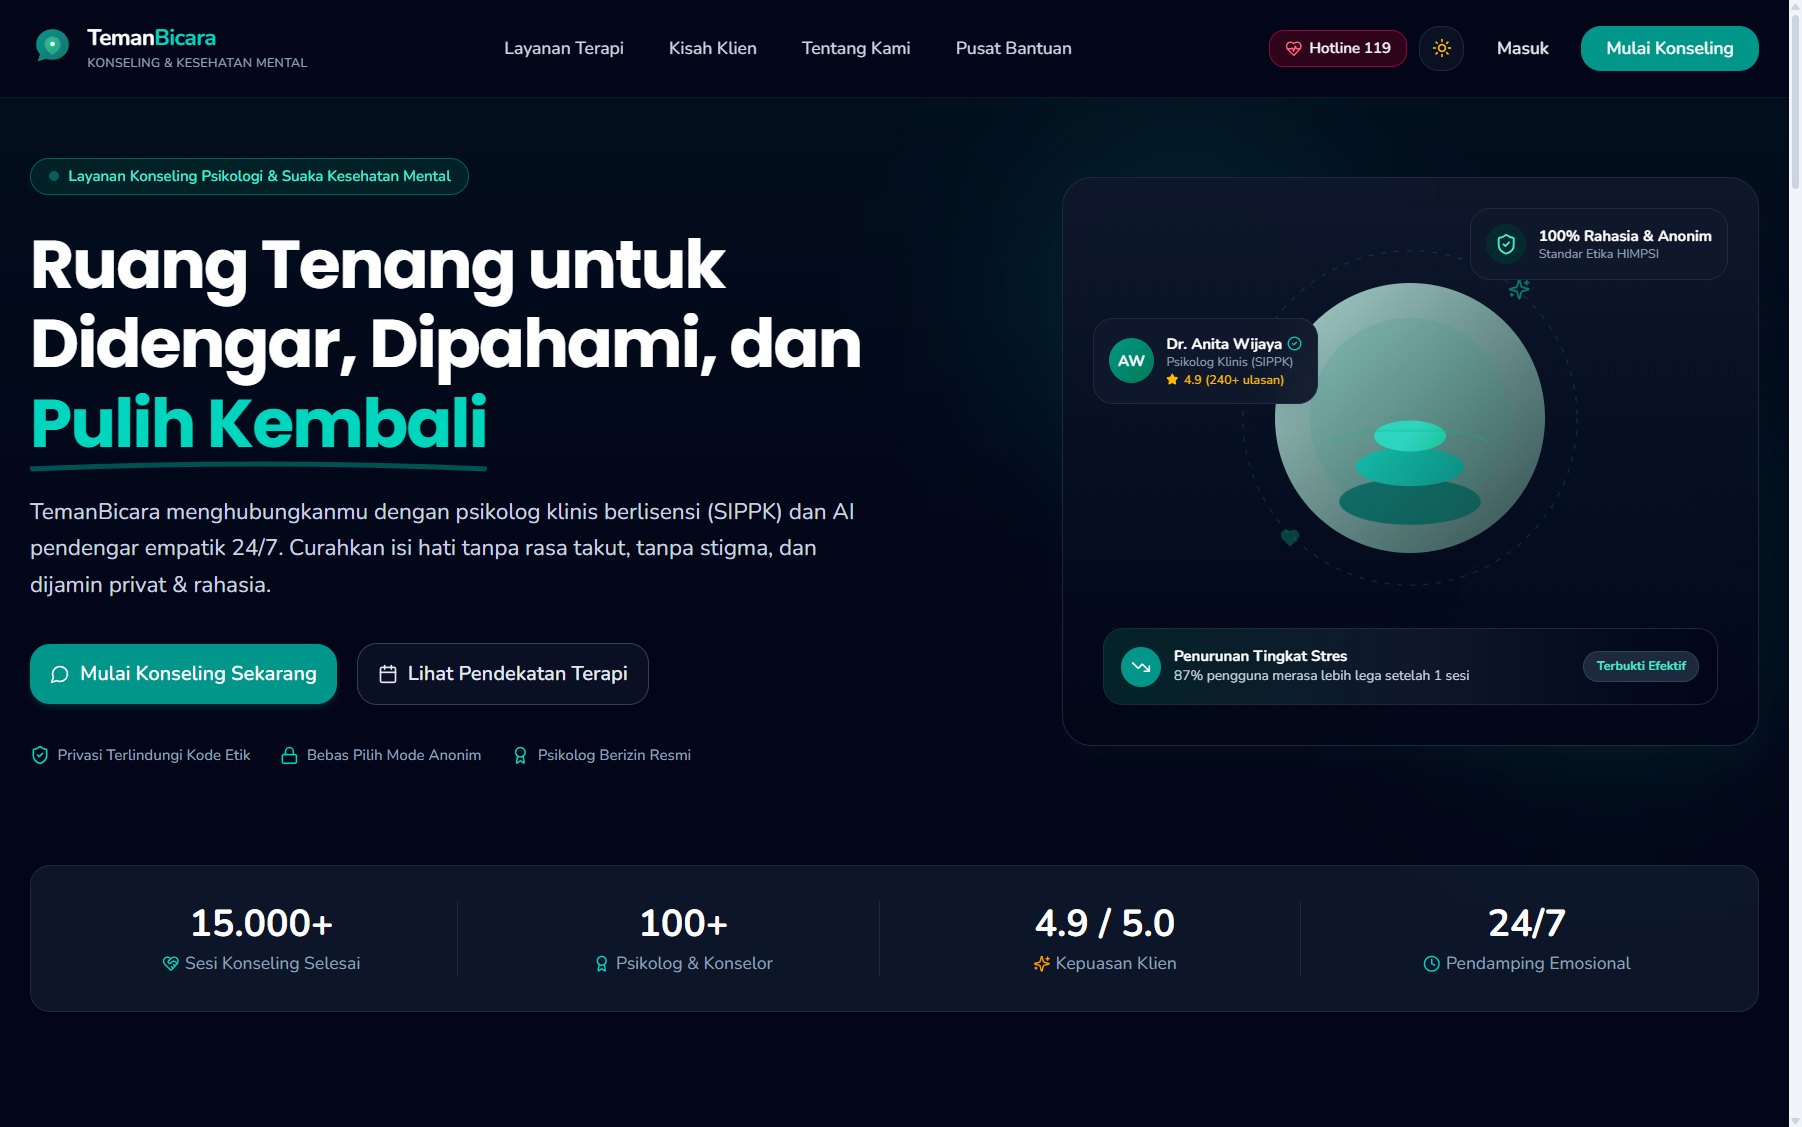 TemanBicara
KONSELING & KESEHATAN MENTAL
Layanan Terapi
Kisah Klien
Tentang Kami
Pusat Bantuan
Hotline 119
Masuk
Mulai Konseling
Layanan Konseling Psikologi & Suaka Kesehatan Mental
Ruang Tenang untuk
Didengar, Dipahami, dan
Pulih Kembali
TemanBicara menghubungkanmu dengan psikolog klinis berlisensi (SIPPK) dan AI
pendengar empatik 24/7. Curahkan isi hati tanpa rasa takut, tanpa stigma, dan
dijamin privat & rahasia.
Mulai Konseling Sekarang
Lihat Pendekatan Terapi
Privasi Terlindungi Kode Etik
Bebas Pilih Mode Anonim
Psikolog Berizin Resmi
100% Rahasia & Anonim
Standar Etika HIMPSI
AW
Dr. Anita Wijaya
Psikolog Klinis (SIPPK)
4.9 (240+ ulasan)
Penurunan Tingkat Stres
87% pengguna merasa lebih lega setelah 1 sesi
Terbukti Efektif
15.000+
Sesi Konseling Selesai
100+
Psikolog & Konselor
4.9 / 5.0
Kepuasan Klien
24/7
Pendamping Emosional